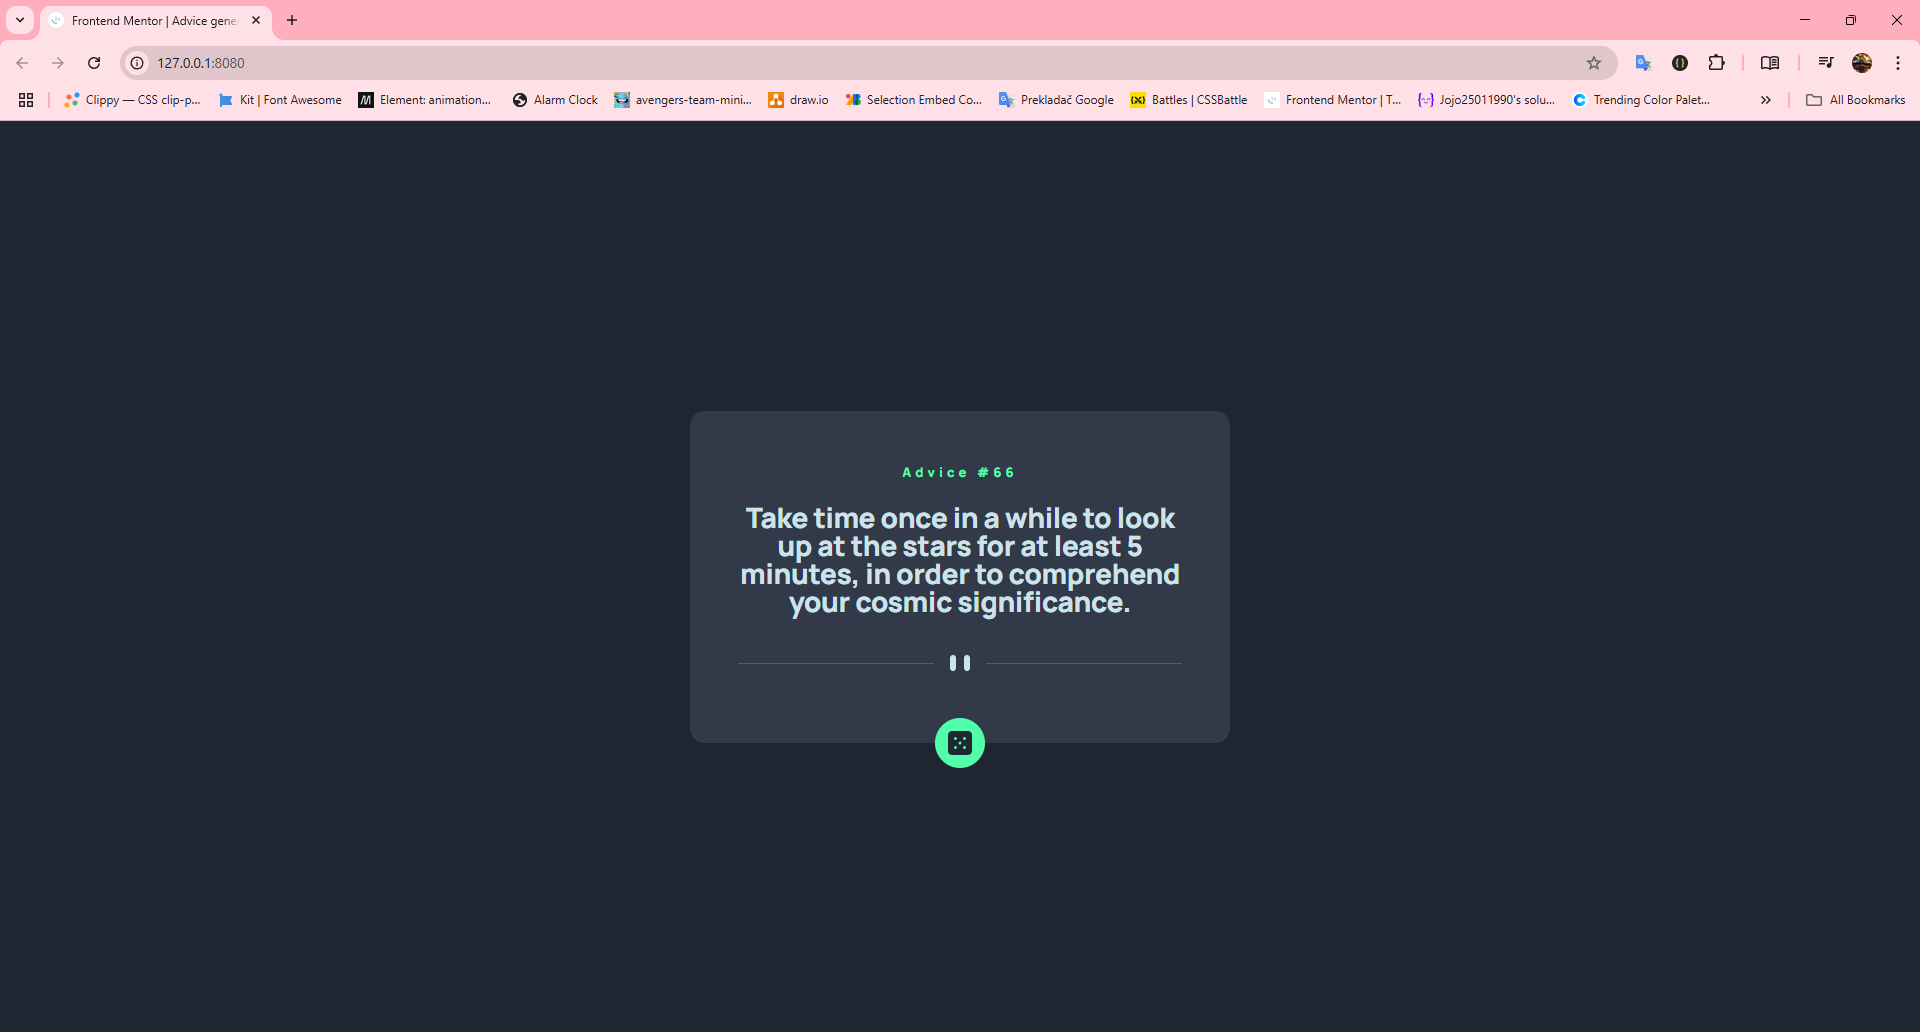 Frontend Mentor | Advice gene
127.0.0.1:8080
Clippy — CSS clip-p... Kit | Font Awesome Element: animation... Alarm Clock avengers-team-mini... draw.io Selection Embed Co... Prekladač Google Battles | CSSBattle Frontend Mentor | T... Jojo25011990's solu... Trending Color Palet... All Bookmarks
Advice #66
Take time once in a while to look
up at the stars for at least 5
minutes, in order to comprehend
your cosmic significance.